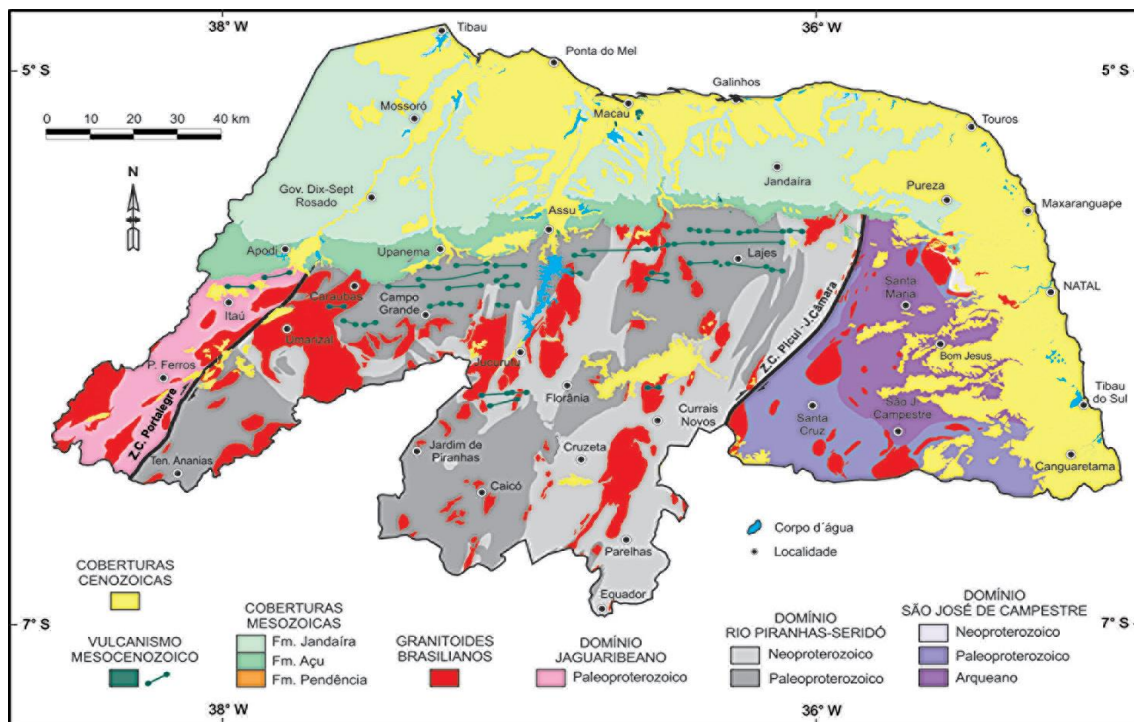 38° W
36° W
Tibau
Ponta do Mel
5° S
5° S
Galinhos
Macau
Mossoró
Touros
0 10 20 30 40 km
N
Jandaíra
Pureza
Gov. Dix-Sept
Rosado
Maxaranguape
Assu
Apodi
Upanema
Lajes
NATAL
Caraúbas
Santa
Maria
Itaú
Campo
Grande
Umarizal
Z.C. Picui - J.Câmara
Bom Jesus
Jucurutu
P. Ferros
Florânia
Tibau
do Sul
Santa
Cruz
São J.
Campestre
Currais
Novos
Z.C. Portalegre
Jardim de
Piranhas
Cruzeta
Ten. Ananias
Canguaretama
Caicó
Corpo d´água
Localidade
Parelhas
Equador
COBERTURAS
CENOZOICAS
VULCANISMO
MESOCENOZOICO
COBERTURAS
MESOZOICAS
Fm. Jandaíra
Fm. Açu
Fm. Pendência
GRANITOIDES
BRASILIANOS
DOMÍNIO
JAGUARIBEANO
Paleoproterozoico
DOMÍNIO
RIO PIRANHAS-SERIDÓ
Neoproterozoico
Paleoproterozoico
DOMÍNIO
SÃO JOSÉ DE CAMPESTRE
Neoproterozoico
Paleoproterozoico
Arqueano
7° S
7° S
38° W
36° W